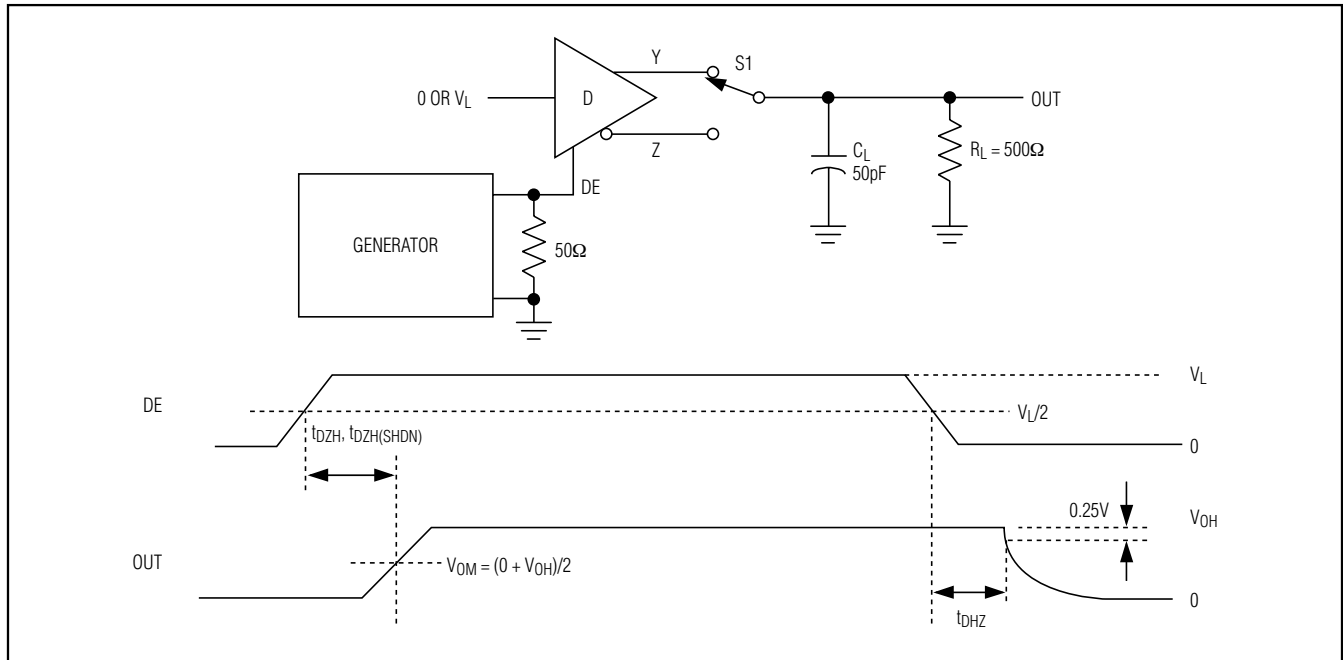 Y
S1
0 OR VL
D
OUT
Z
CL
50pF
RL = 500Ω
DE
GENERATOR
50Ω
VL
DE
VL/2
tDZH, tDZH(SHDN)
0
0.25V
VOH
OUT
VOM = (0 + VOH)/2
0
tDHZ